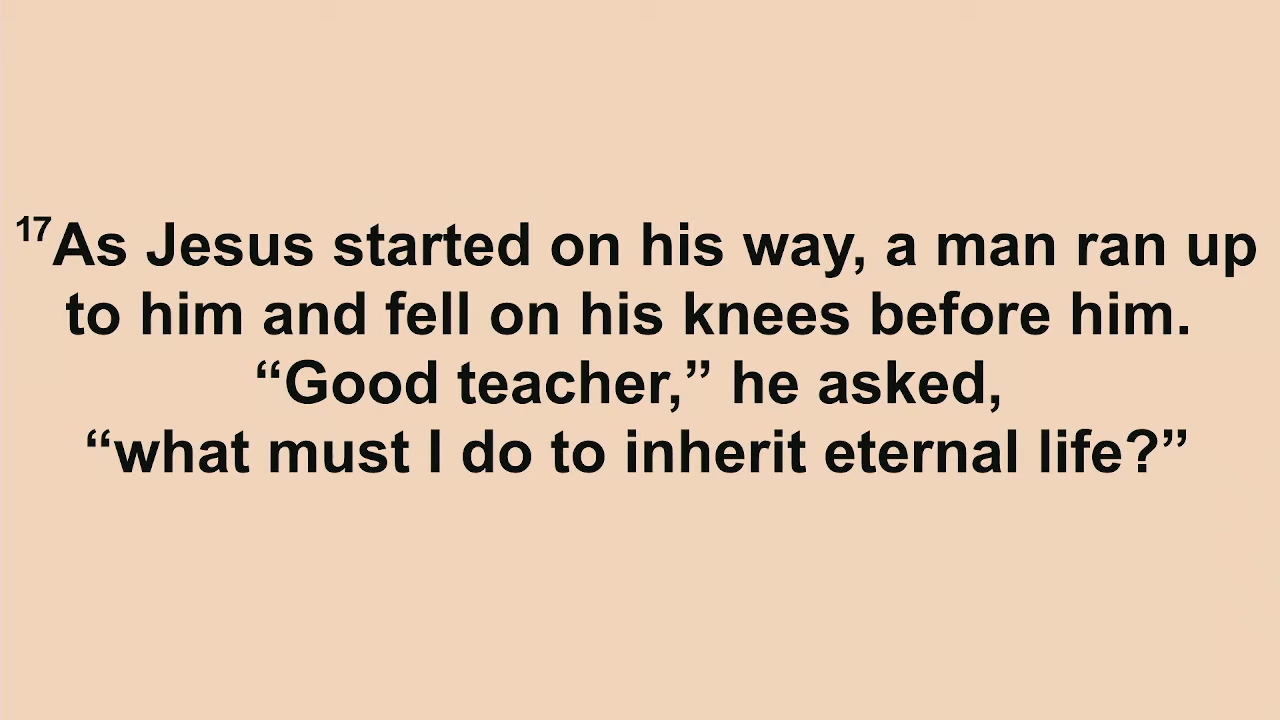 17As Jesus started on his way, a man ran up
to him and fell on his knees before him.
“Good teacher,” he asked,
“what must I do to inherit eternal life?”